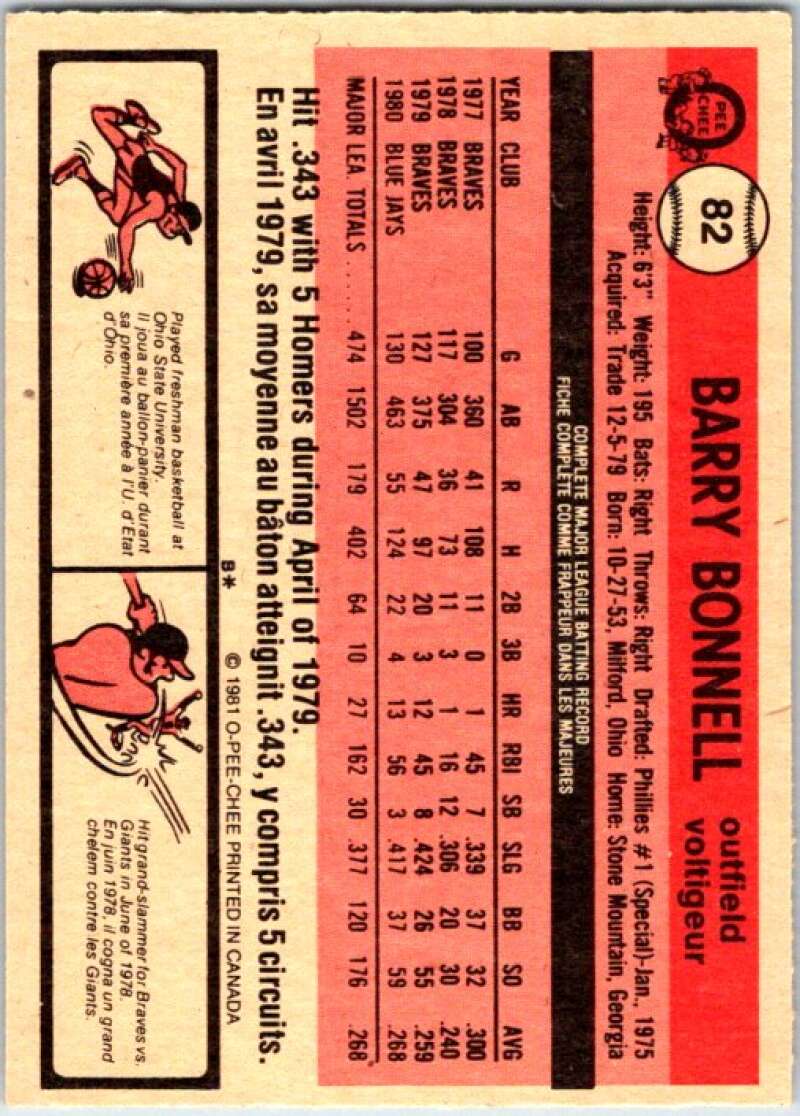 O
PEE
CHEE
82
BARRY BONNELL
outfield
voltigeur
Height: 6'3" Weight: 195 Bats: Right Throws: Right Drafted: Phillies #1 (Special)-Jan., 1975
Acquired: Trade 12-5-79 Born: 10-27-53, Milford, Ohio Home: Stone Mountain, Georgia
COMPLETE MAJOR LEAGUE BATTING RECORD
FICHE COMPLÈTE COMME FRAPPEUR DANS LES MAJEURES
YEAR CLUB G AB R H 2B 3B HR RBI SB SLG BB SO AVG
1977 BRAVES 100 360 41 108 11 0 1 45 7 .339 37 32 .300
1978 BRAVES 117 304 36 73 11 3 1 16 12 .306 20 30 .240
1979 BRAVES 127 375 47 97 20 3 12 45 8 .424 26 55 .259
1980 BLUE JAYS 130 463 55 124 22 4 13 56 3 .417 37 59 .268
MAJOR LEA. TOTALS ..... 474 1502 179 402 64 10 27 162 30 .377 120 176 .268
Hit .343 with 5 Homers during April of 1979.
En avril 1979, sa moyenne au bâton atteignit .343, y compris 5 circuits.
B* © 1981 O-PEE-CHEE PRINTED IN CANADA
Played freshman basketball at
Ohio State University.
Il joua au ballon-panier durant
sa première année à l'U. d'État
d'Ohio.
Hit grand-slammer for Braves vs.
Giants in June of 1978.
En juin 1978, il cogna un grand
chelem contre les Giants.